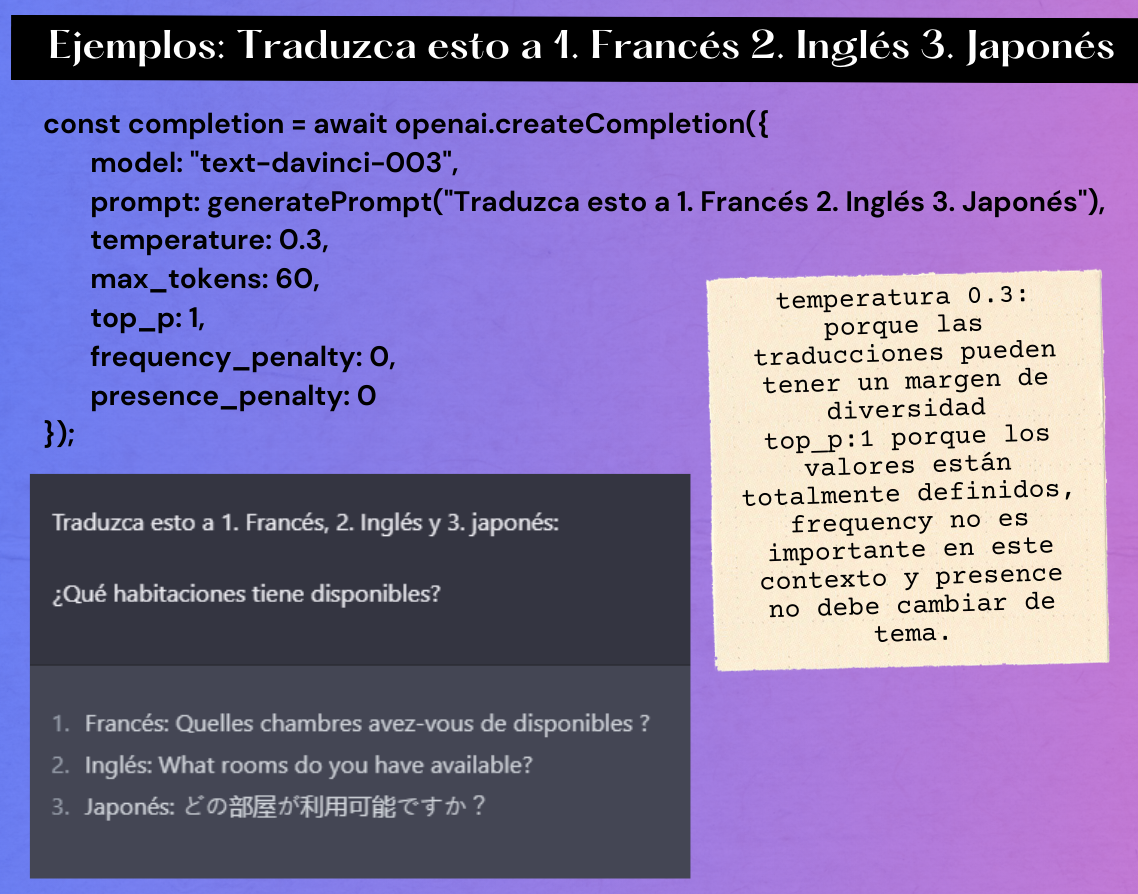 Ejemplos: Traduzca esto a 1. Francés 2. Inglés 3. Japonés
const completion = await openai.createCompletion({
model: "text-davinci-003",
prompt: generatePrompt("Traduzca esto a 1. Francés 2. Inglés 3. Japonés"),
temperature: 0.3,
max_tokens: 60,
top_p: 1,
frequency_penalty: 0,
presence_penalty: 0
});
temperatura 0.3:
porque las
traducciones pueden
tener un margen de
diversidad
top_p:1 porque los
valores están
totalmente definidos,
frequency no es
importante en este
contexto y presence
no debe cambiar de
tema.
Traduzca esto a 1. Francés, 2. Inglés y 3. japonés:
¿Qué habitaciones tiene disponibles?
1. Francés: Quelles chambres avez-vous de disponibles ?
2. Inglés: What rooms do you have available?
3. Japonés: どの部屋が利用可能ですか？